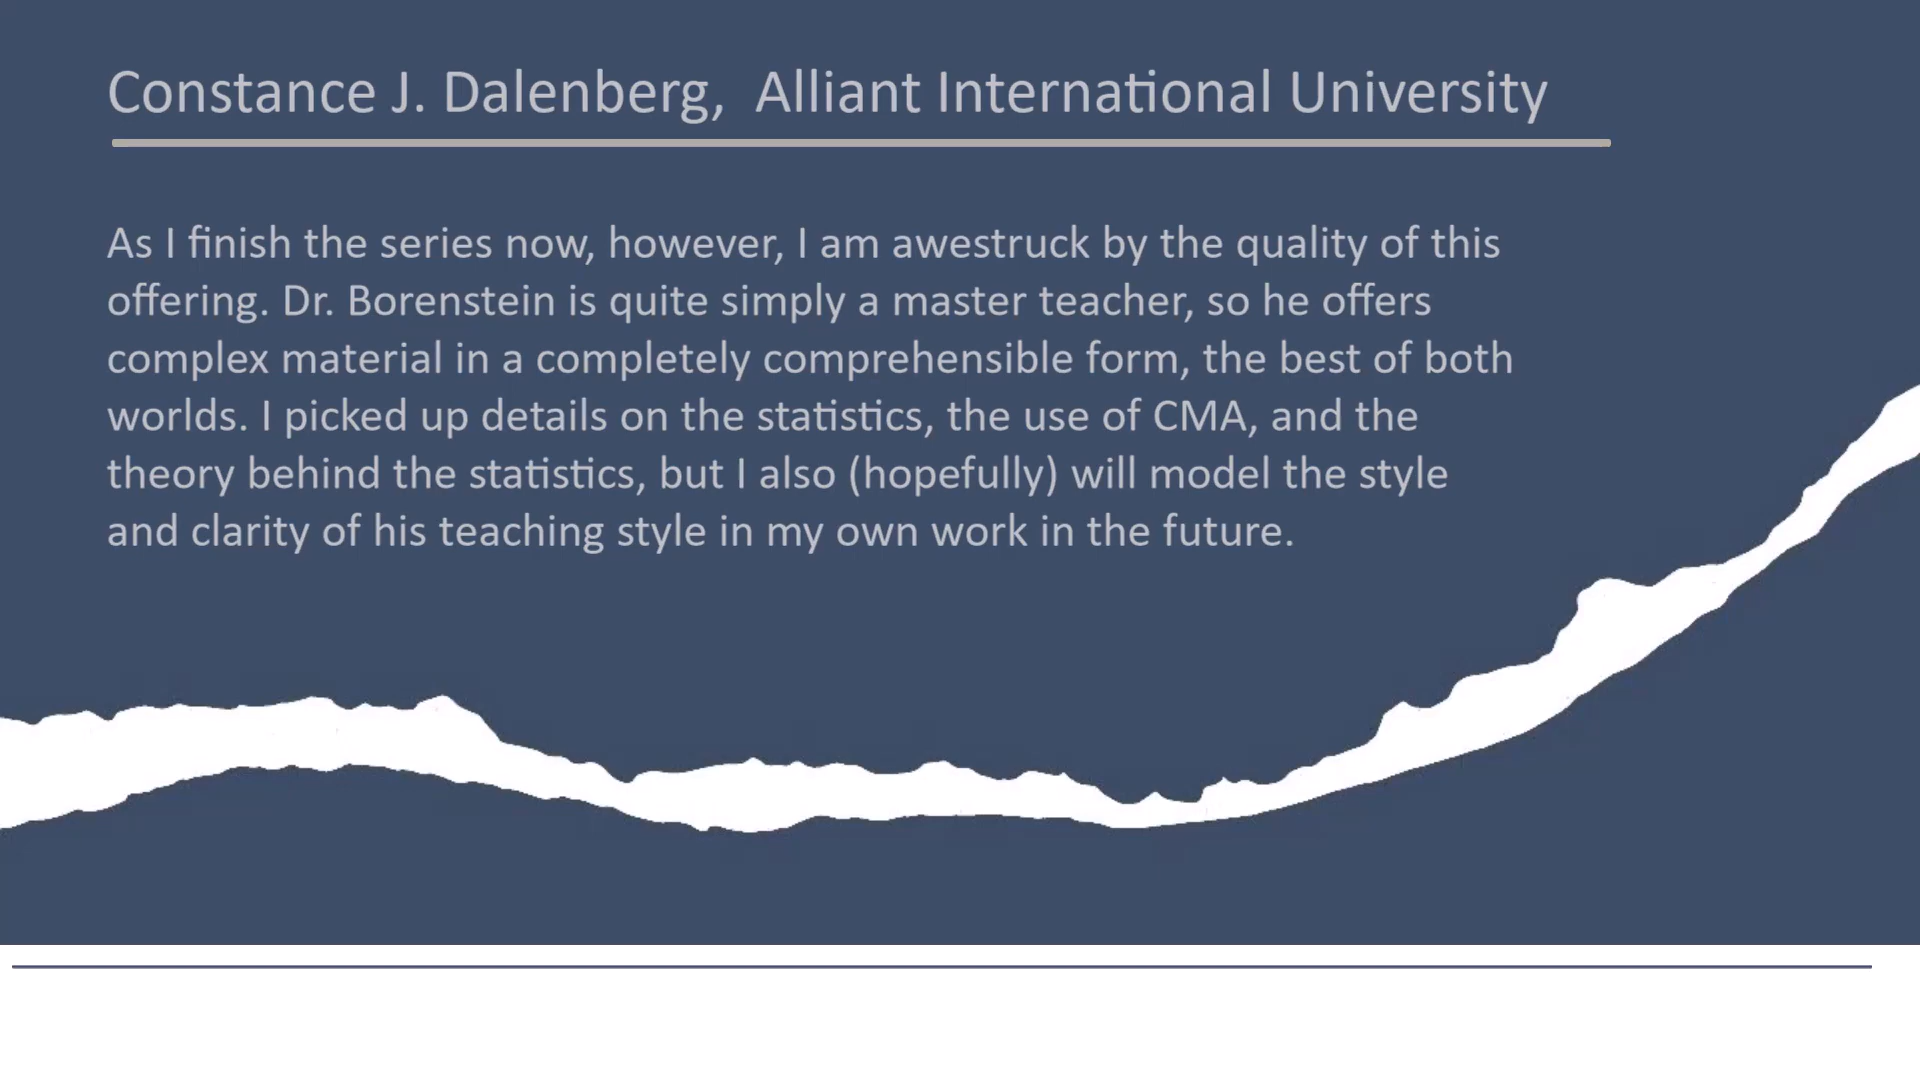 Constance J. Dalenberg,  Alliant International University
As I finish the series now, however, I am awestruck by the quality of this
offering. Dr. Borenstein is quite simply a master teacher, so he offers
complex material in a completely comprehensible form, the best of both
worlds. I picked up details on the statistics, the use of CMA, and the
theory behind the statistics, but I also (hopefully) will model the style
and clarity of his teaching style in my own work in the future.